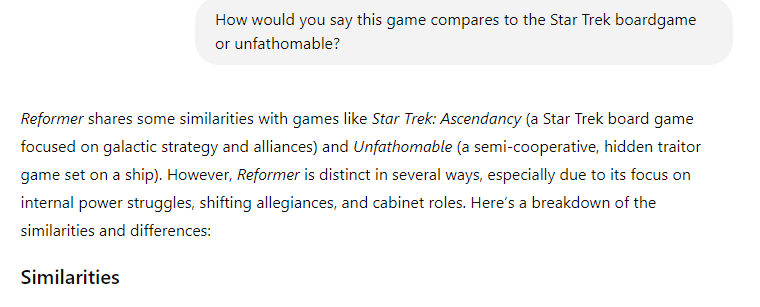 How would you say this game compares to the Star Trek boardgame
or unfathomable?
Reformer shares some similarities with games like Star Trek: Ascendancy (a Star Trek board game
focused on galactic strategy and alliances) and Unfathomable (a semi-cooperative, hidden traitor
game set on a ship). However, Reformer is distinct in several ways, especially due to its focus on
internal power struggles, shifting allegiances, and cabinet roles. Here’s a breakdown of the
similarities and differences:
Similarities